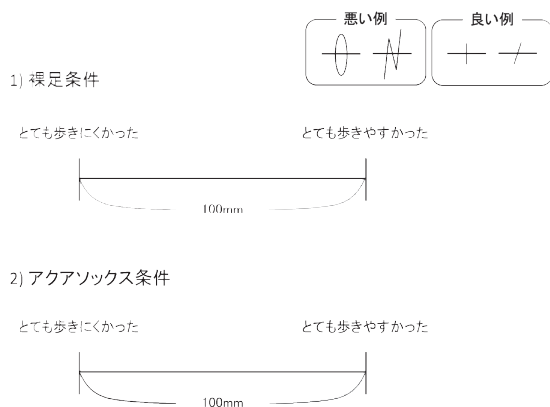 悪い例
良い例
1) 裸足条件
とても歩きにくかった
とても歩きやすかった
100mm
2) アクアソックス条件
とても歩きにくかった
とても歩きやすかった
100mm